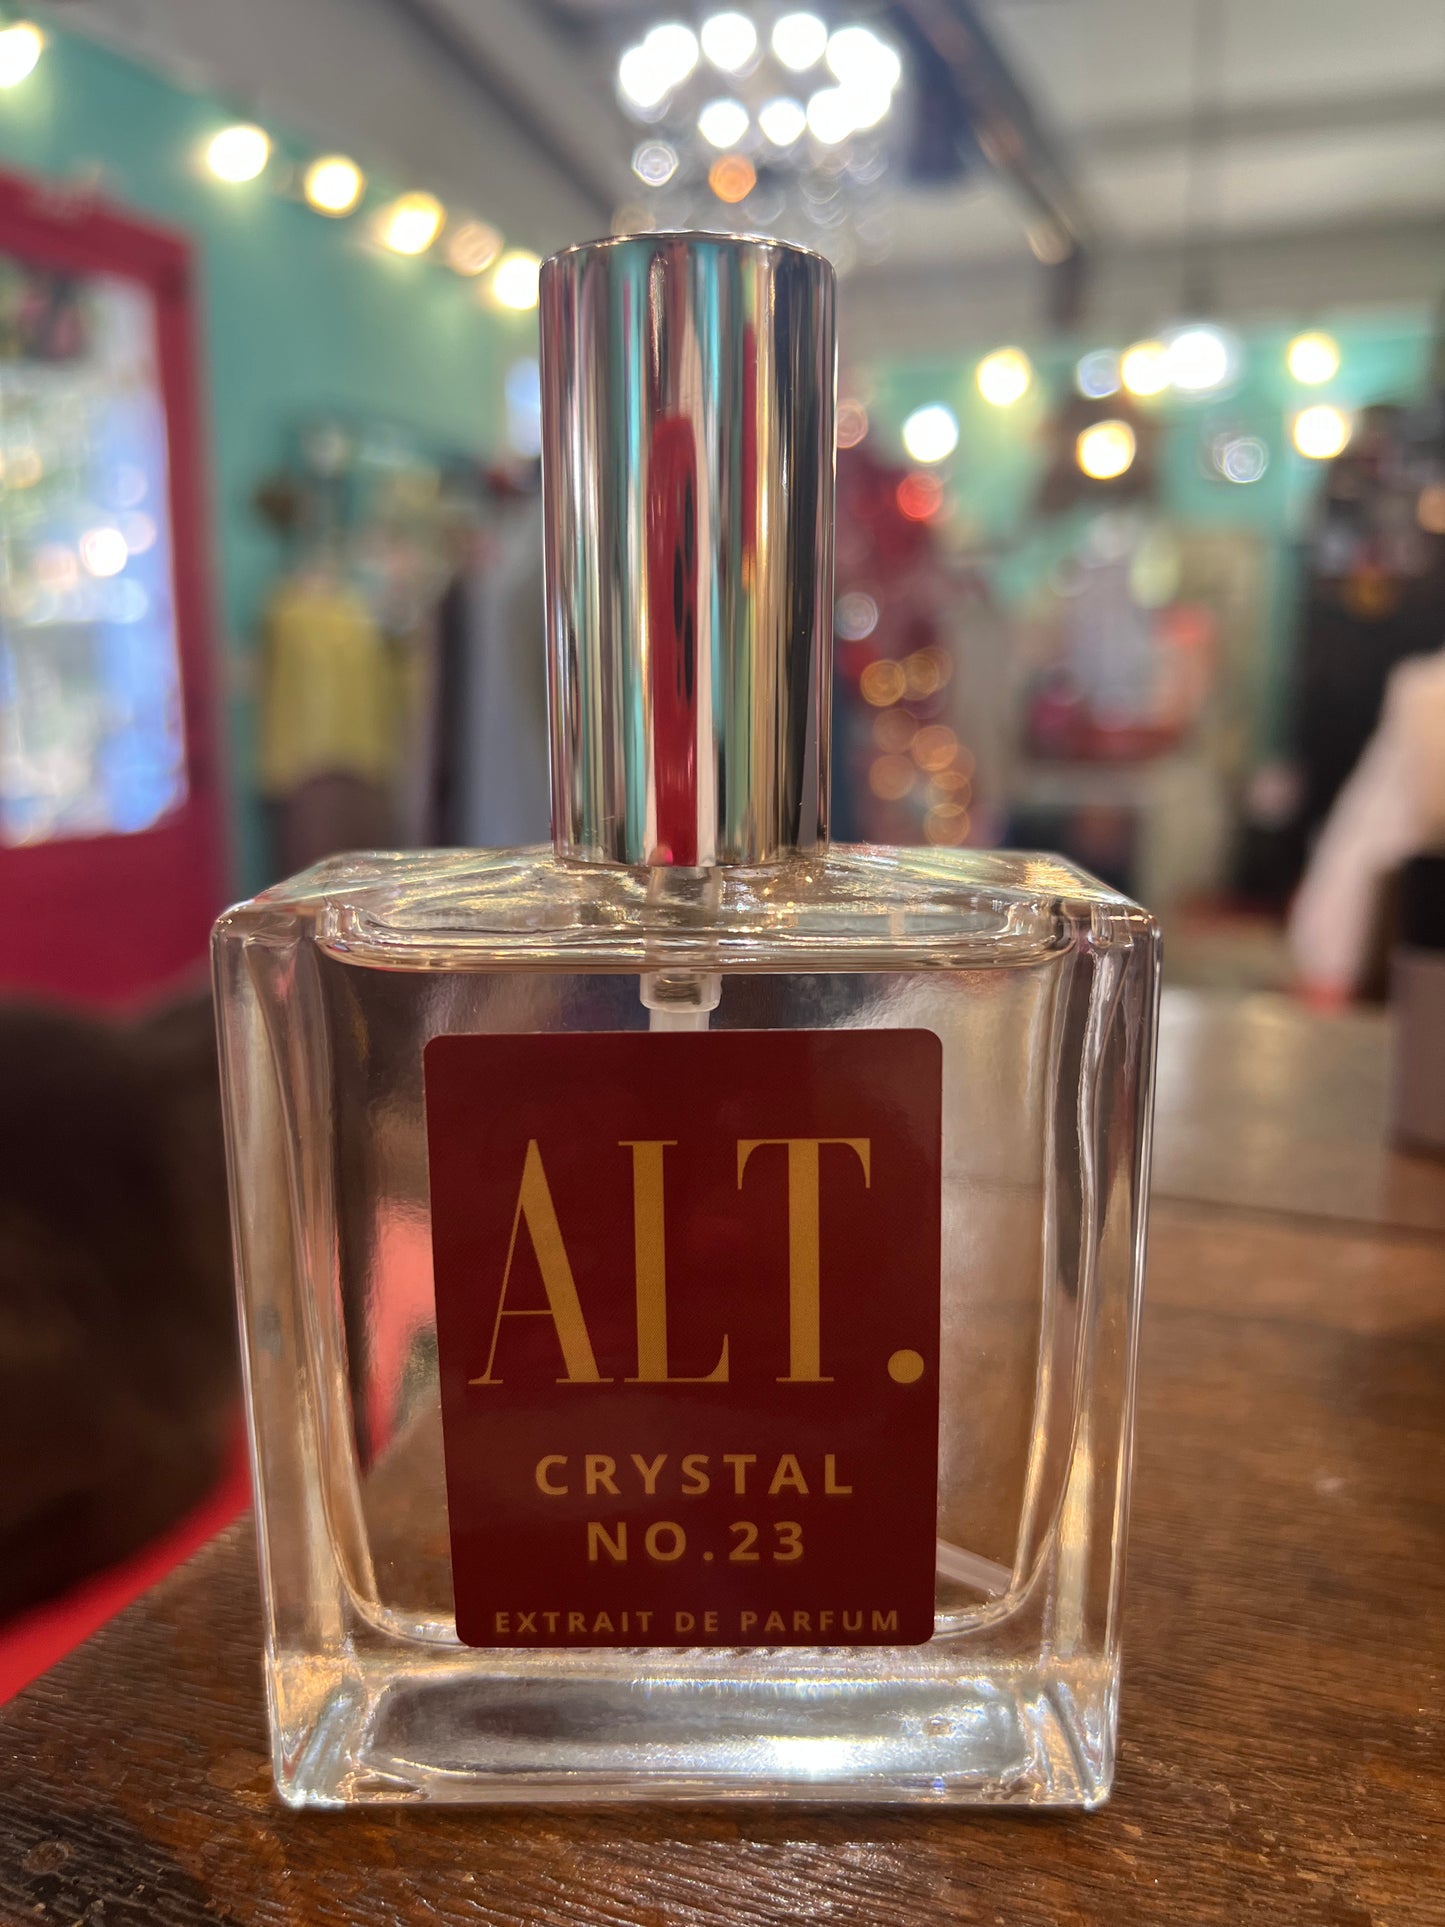 ALT.
CRYSTAL
NO.23
EXTRAIT DE PARFUM